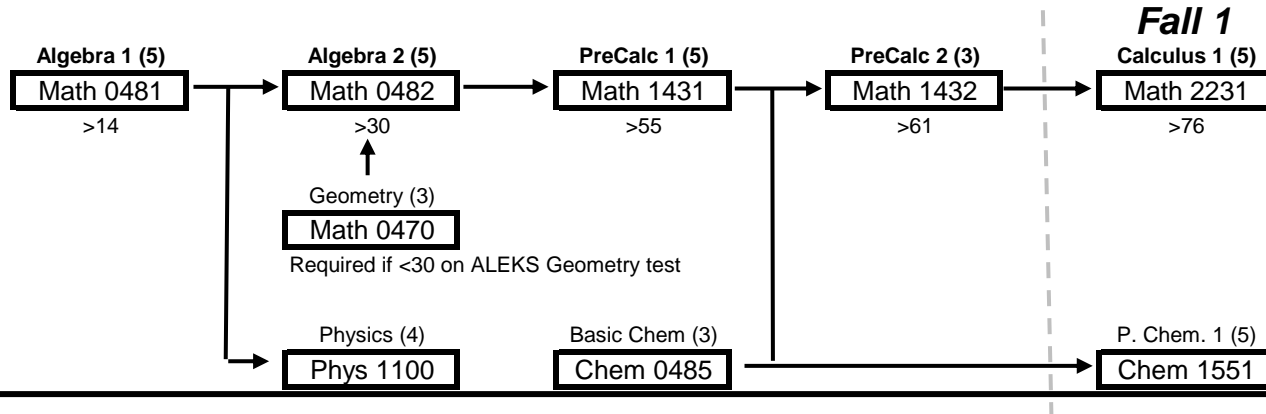 Fall 1
Algebra 1 (5) Algebra 2 (5) PreCalc 1 (5) PreCalc 2 (3) Calculus 1 (5)
Math 0481 Math 0482 Math 1431 Math 1432 Math 2231
>14 >30 >55 >61 >76
Geometry (3)
Math 0470
Required if <30 on ALEKS Geometry test
Physics (4) Basic Chem (3) P. Chem. 1 (5)
Phys 1100 Chem 0485 Chem 1551